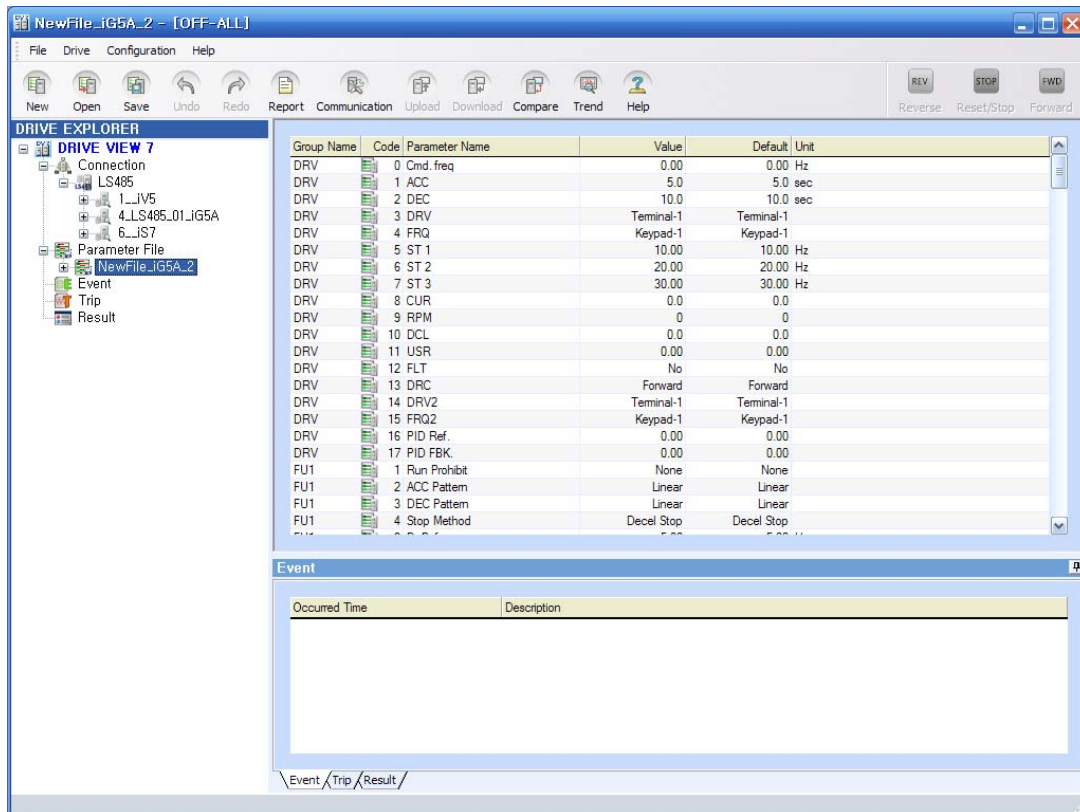 NewFile_iG5A_2 - [OFF-ALL]
File Drive Configuration Help
New Open Save Undo Redo Report Communication Upload Download Compare Trend Help
REV STOP FWD
Reverse Reset/Stop Forward
DRIVE EXPLORER
DRIVE VIEW 7
Connection
LS485
1__iV5
4_LS485_01_iG5A
6__iS7
Parameter File
NewFile_iG5A_2
Event
Trip
Result
Group Name Code Parameter Name Value Default Unit
DRV 0 Cmd. freq 0.00 0.00 Hz
DRV 1 ACC 5.0 5.0 sec
DRV 2 DEC 10.0 10.0 sec
DRV 3 DRV Terminal-1 Terminal-1
DRV 4 FRQ Keypad-1 Keypad-1
DRV 5 ST 1 10.00 10.00 Hz
DRV 6 ST 2 20.00 20.00 Hz
DRV 7 ST 3 30.00 30.00 Hz
DRV 8 CUR 0.0 0.0
DRV 9 RPM 0 0
DRV 10 DCL 0.0 0.0
DRV 11 USR 0.00 0.00
DRV 12 FLT No No
DRV 13 DRC Forward Forward
DRV 14 DRV2 Terminal-1 Terminal-1
DRV 15 FRQ2 Keypad-1 Keypad-1
DRV 16 PID Ref. 0.00 0.00
DRV 17 PID FBK. 0.00 0.00
FU1 1 Run Prohibit None None
FU1 2 ACC Pattern Linear Linear
FU1 3 DEC Pattern Linear Linear
FU1 4 Stop Method Decel Stop Decel Stop
Event
Occurred Time Description
Event Trip Result